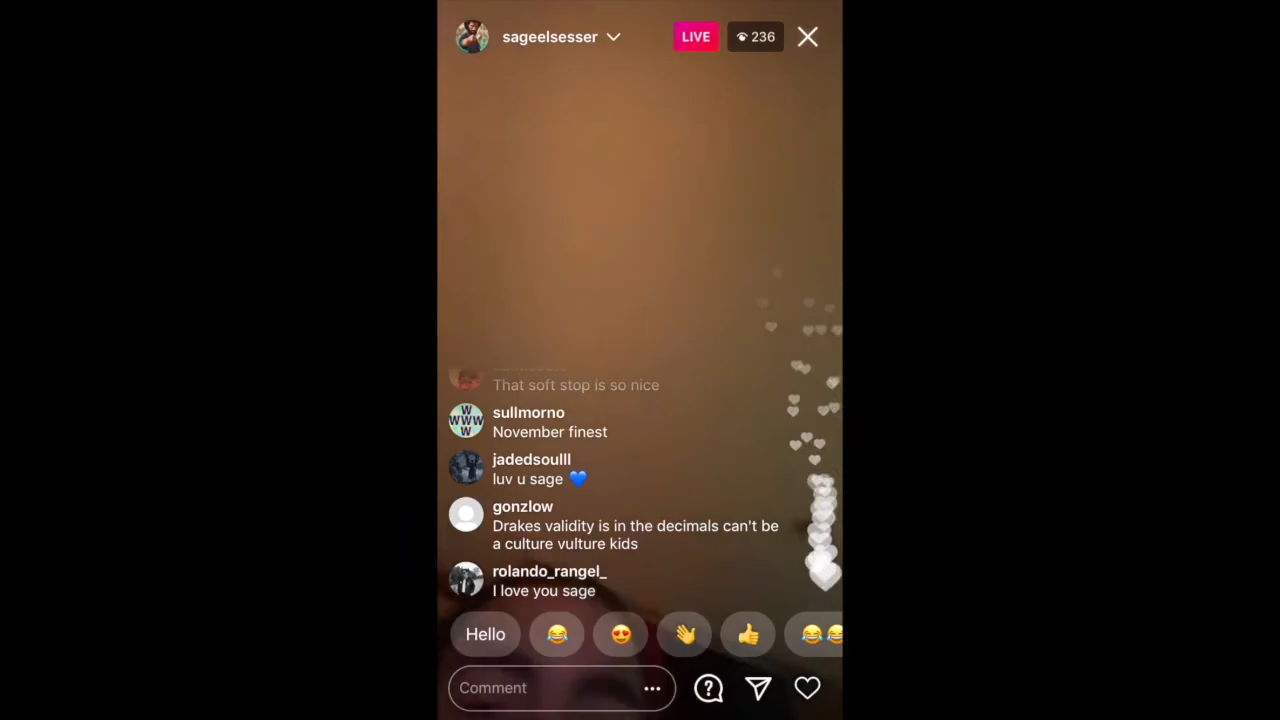 sageelsesser
LIVE
236
That soft stop is so nice
W
WWW
W
sullmorno
November finest
jadedsoulll
luv u sage 💙
gonzlow
Drakes validity is in the decimals can't be
a culture vulture kids
rolando_rangel_
I love you sage
Hello 😂 😍 👋 👍 😂😂
Comment